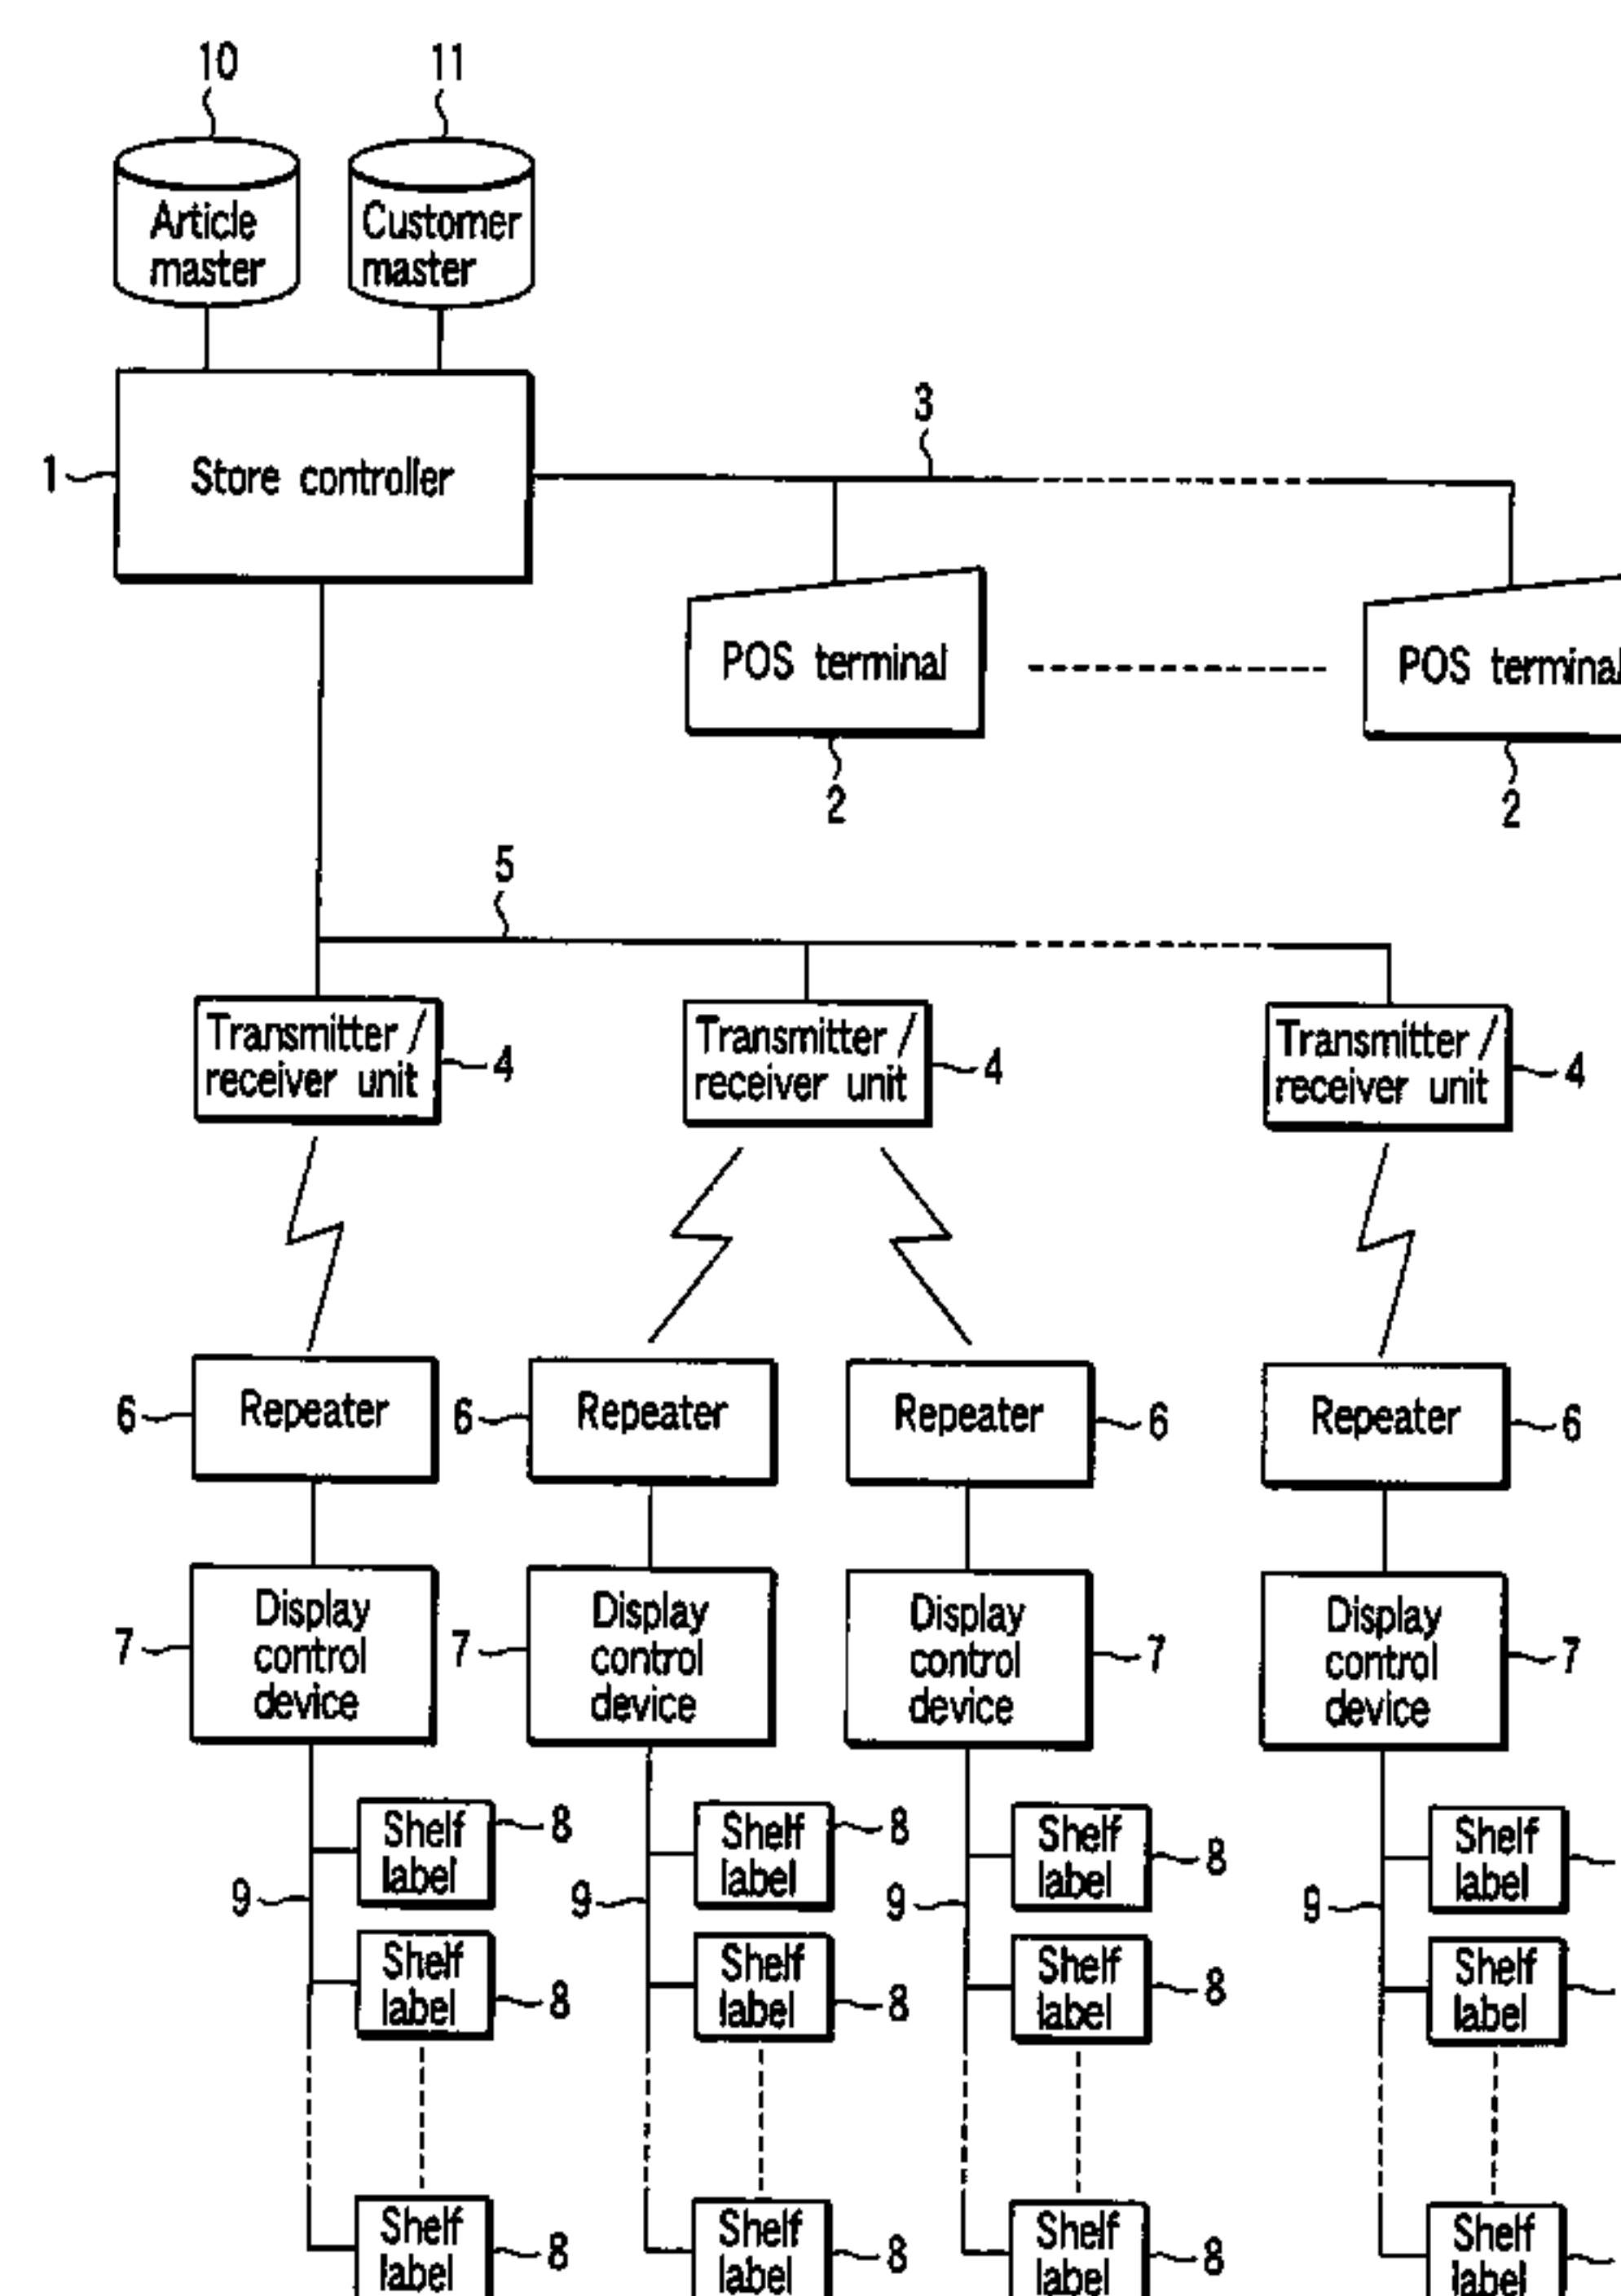 10 11
Article
master
Customer
master
3
1
Store controller
POS terminal
POS terminal
2 2
5
Transmitter /
receiver unit
4
Transmitter /
receiver unit
4
Transmitter /
receiver unit
4
6 Repeater
6 Repeater
Repeater 6
Repeater 6
7
Display
control
device
7
Display
control
device
Display
control
device
7
Display
control
device
7
Shelf
label
8
Shelf
label
8
Shelf
label
8
Shelf
label
9 9 9 9
Shelf
label
8
Shelf
label
8
Shelf
label
8
Shelf
label
Shelf
label
8
Shelf
label
8
Shelf
label
8
Shelf
label